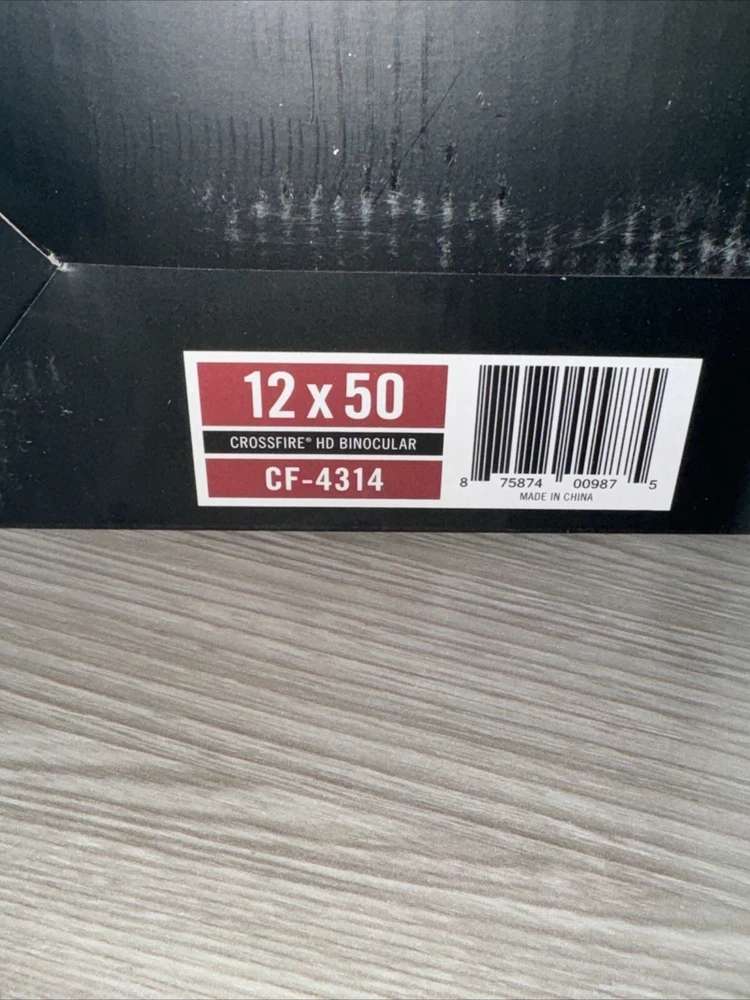 12 x 50
CROSSFIRE® HD BINOCULAR
CF-4314
8 75874 00987 5
MADE IN CHINA